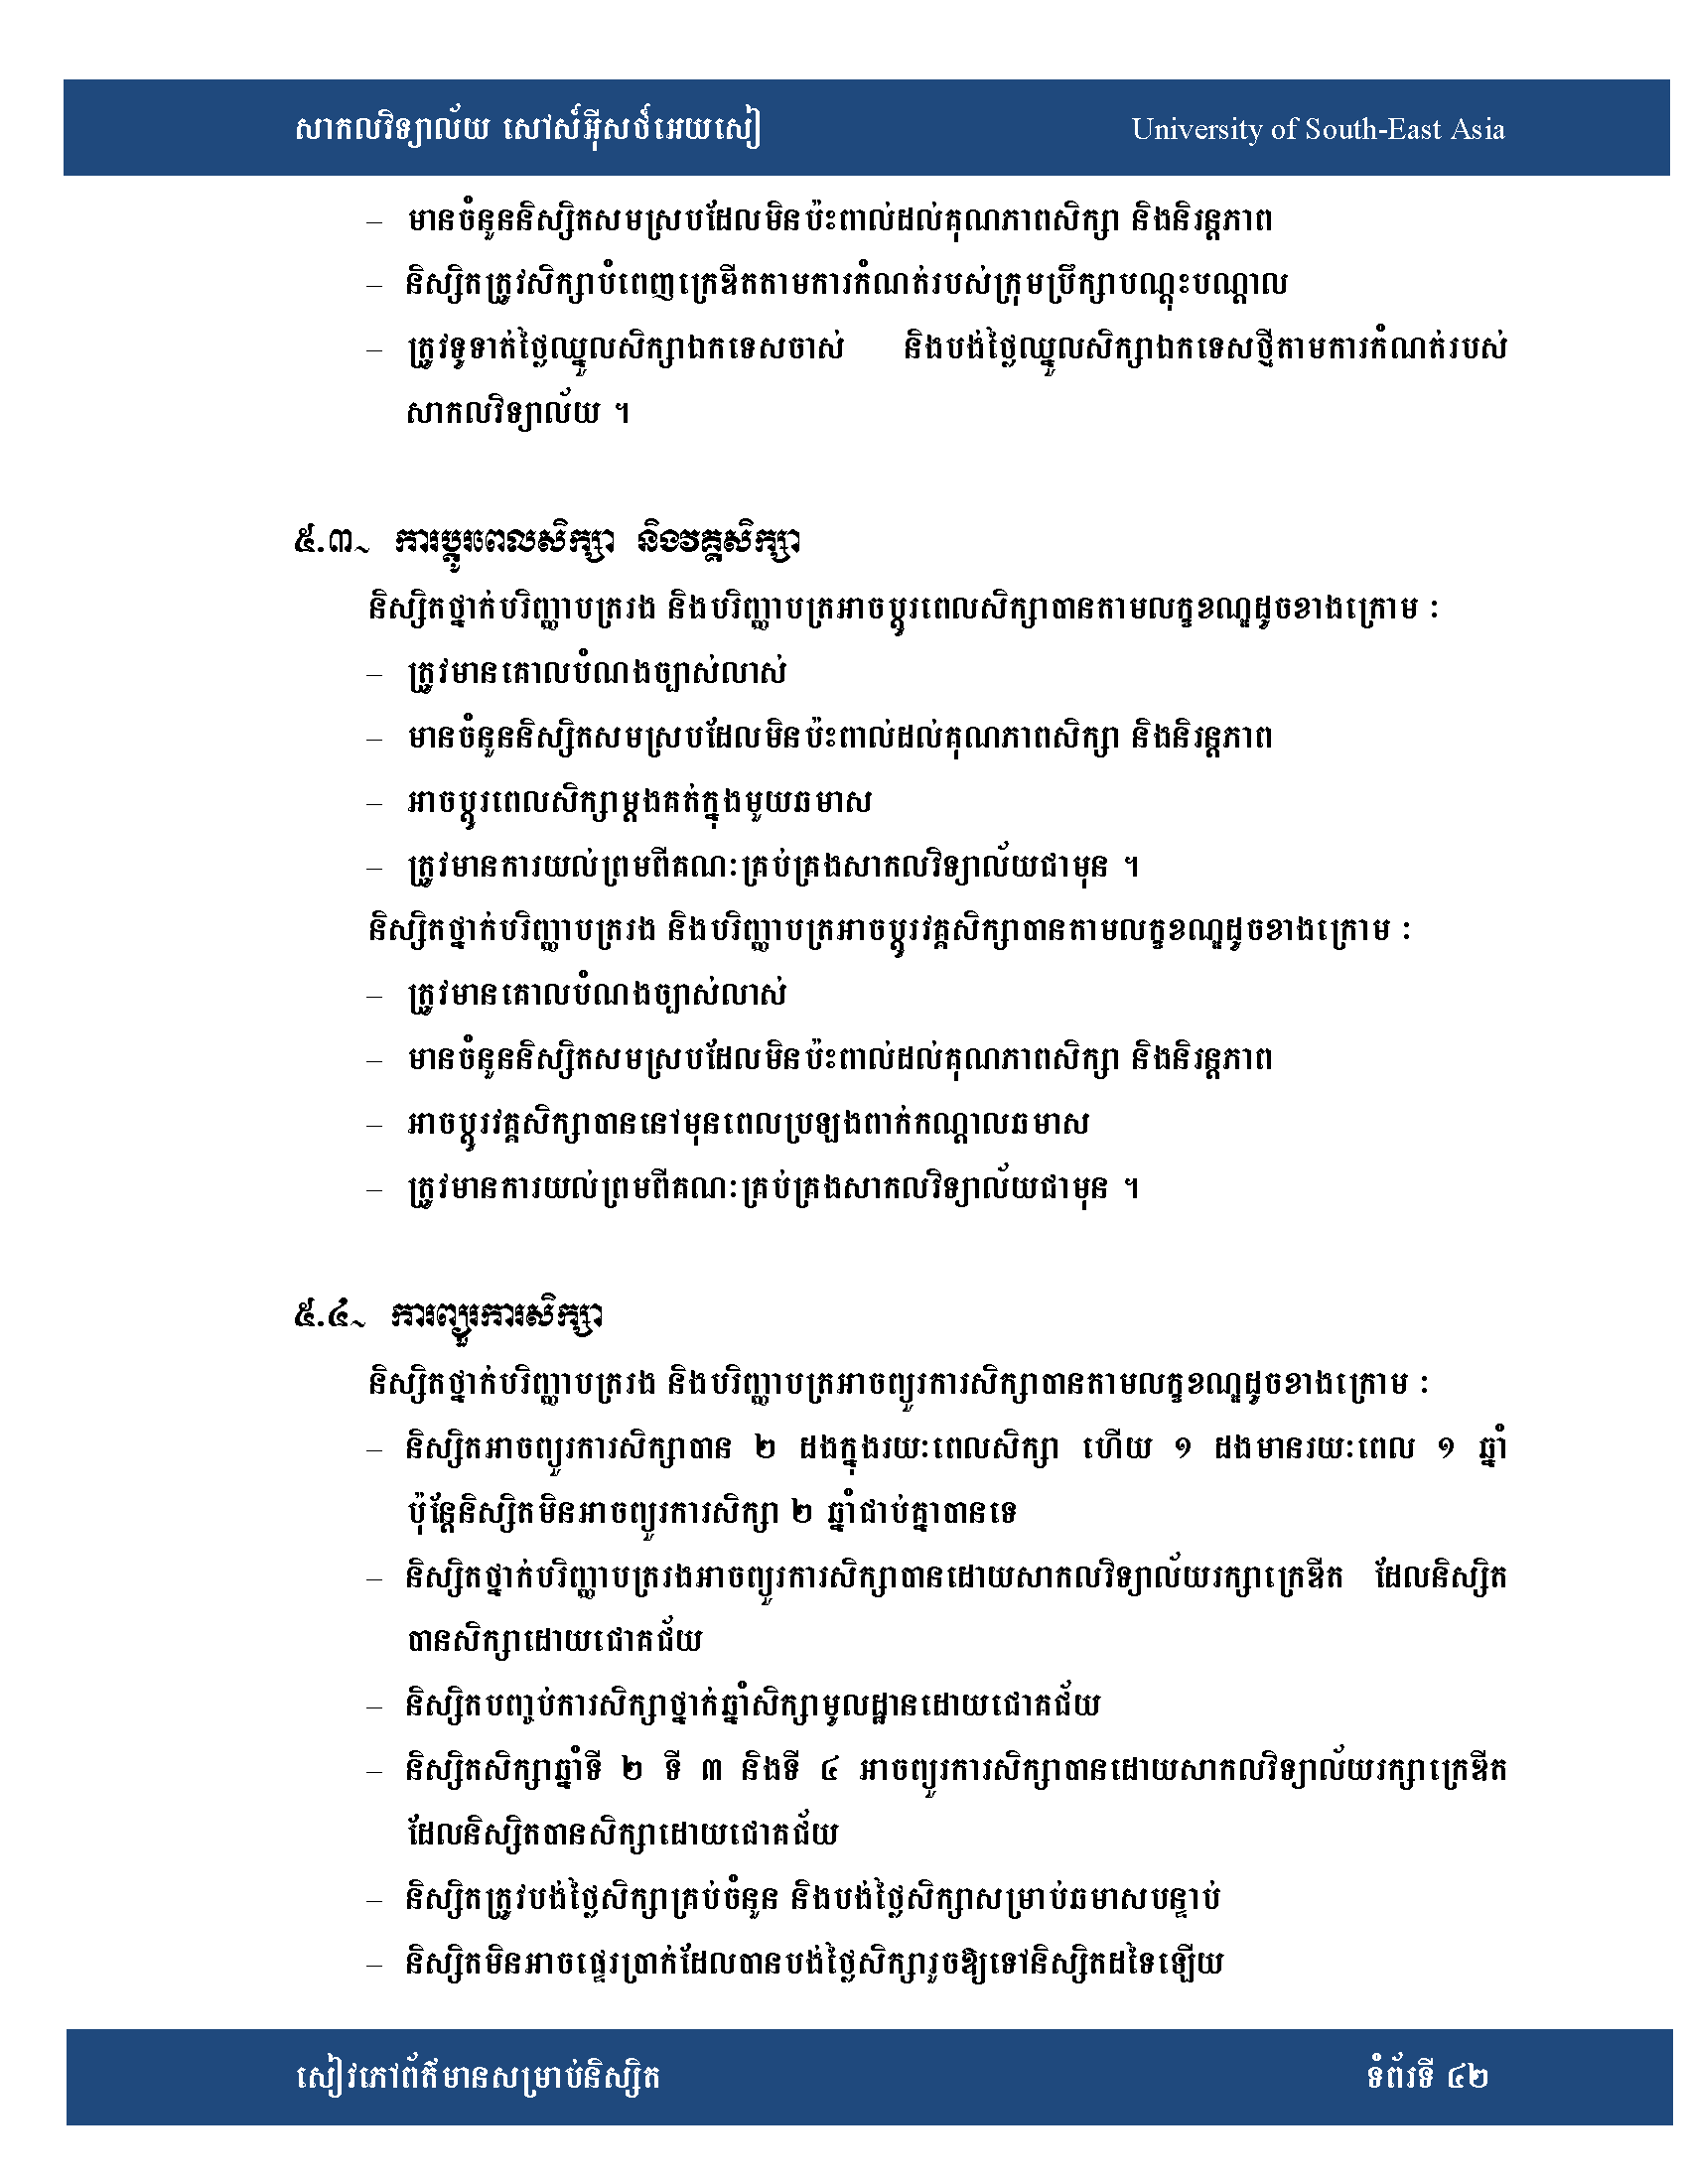 សាកលវិទ្យាល័យ សៅស៍អ៊ីសថ៍អេយសៀ University of South-East Asia
– មានចំនួននិស្សិតសមស្របដែលមិនប៉ះពាល់ដល់គុណភាពសិក្សា និងនិរន្តភាព
– និស្សិតត្រូវសិក្សាបំពេញក្រេឌីតតាមការកំណត់របស់ក្រុមប្រឹក្សាបណ្តុះបណ្តាល
– ត្រូវទូទាត់ថ្លៃឈ្នួលសិក្សាឯកទេសចាស់ និងបង់ថ្លៃឈ្នួលសិក្សាឯកទេសថ្មីតាមការកំណត់របស់
សាកលវិទ្យាល័យ ។
៥.៣~ ការប្តូរពេលសិក្សា និងវគ្គសិក្សា
និស្សិតថ្នាក់បរិញ្ញាបត្ររង និងបរិញ្ញាបត្រអាចប្តូរពេលសិក្សាបានតាមលក្ខខណ្ឌដូចខាងក្រោម ៖
– ត្រូវមានគោលបំណងច្បាស់លាស់
– មានចំនួននិស្សិតសមស្របដែលមិនប៉ះពាល់ដល់គុណភាពសិក្សា និងនិរន្តភាព
– អាចប្តូរពេលសិក្សាម្តងគត់ក្នុងមួយឆមាស
– ត្រូវមានការយល់ព្រមពីគណៈគ្រប់គ្រងសាកលវិទ្យាល័យជាមុន ។
និស្សិតថ្នាក់បរិញ្ញាបត្ររង និងបរិញ្ញាបត្រអាចប្តូរវគ្គសិក្សាបានតាមលក្ខខណ្ឌដូចខាងក្រោម ៖
– ត្រូវមានគោលបំណងច្បាស់លាស់
– មានចំនួននិស្សិតសមស្របដែលមិនប៉ះពាល់ដល់គុណភាពសិក្សា និងនិរន្តភាព
– អាចប្តូរវគ្គសិក្សាបាននៅមុនពេលប្រឡងពាក់កណ្តាលឆមាស
– ត្រូវមានការយល់ព្រមពីគណៈគ្រប់គ្រងសាកលវិទ្យាល័យជាមុន ។
៥.៤~ ការព្យួរការសិក្សា
និស្សិតថ្នាក់បរិញ្ញាបត្ររង និងបរិញ្ញាបត្រអាចព្យួរការសិក្សាបានតាមលក្ខខណ្ឌដូចខាងក្រោម ៖
– និស្សិតអាចព្យួរការសិក្សាបាន ២ ដងក្នុងរយៈពេលសិក្សា ហើយ ១ ដងមានរយៈពេល ១ ឆ្នាំ
ប៉ុន្តែនិស្សិតមិនអាចព្យួរការសិក្សា ២ ឆ្នាំជាប់គ្នាបានទេ
– និស្សិតថ្នាក់បរិញ្ញាបត្ររងអាចព្យួរការសិក្សាបានដោយសាកលវិទ្យាល័យរក្សាក្រេឌីត ដែលនិស្សិត
បានសិក្សាដោយជោគជ័យ
– និស្សិតបញ្ចប់ការសិក្សាថ្នាក់ឆ្នាំសិក្សាមូលដ្ឋានដោយជោគជ័យ
– និស្សិតសិក្សាឆ្នាំទី ២ ទី ៣ និងទី ៤ អាចព្យួរការសិក្សាបានដោយសាកលវិទ្យាល័យរក្សាក្រេឌីត
ដែលនិស្សិតបានសិក្សាដោយជោគជ័យ
– និស្សិតត្រូវបង់ថ្លៃសិក្សាគ្រប់ចំនួន និងបង់ថ្លៃសិក្សាសម្រាប់ឆមាសបន្ទាប់
– និស្សិតមិនអាចផ្ទេរប្រាក់ដែលបានបង់ថ្លៃសិក្សារួចឱ្យទៅនិស្សិតដទៃឡើយ
សៀវភៅព័ត៌មានសម្រាប់និស្សិត ទំព័រទី ៤២